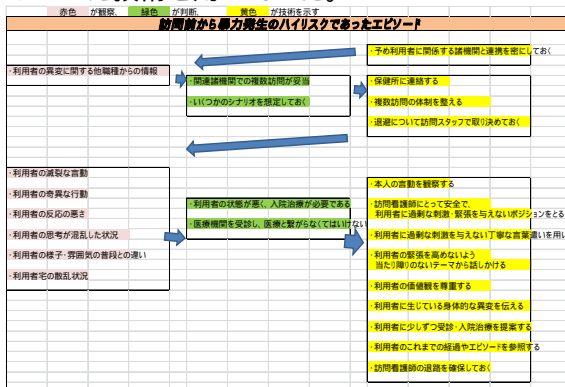 赤色 が観察、 緑色 が判断、 黄色 が技術を示す
訪問前から暴力発生のハイリスクであったエピソード
・予め利用者に関係する諸機関と連携を密にしておく
・利用者の異変に関する他職種からの情報
・関連諸機関での複数訪問が妥当
・いくつかのシナリオを想定しておく
・保健所に連絡する
・複数訪問の体制を整える
・退避について訪問スタッフで取り決めておく
・利用者の滅裂な言動
・利用者の奇異な行動
・利用者の反応の悪さ
・利用者の思考が混乱した状況
・利用者の様子・雰囲気の普段との違い
・利用者宅の散乱状況
・利用者の状態が悪く、入院治療が必要である
・医療機関を受診し、医療と繋がらなくてはいけない
・本人の言動を観察する
・訪問看護師にとって安全で、
利用者に過剰な刺激・緊張を与えないポジションをとる
・利用者に過剰な刺激を与えない丁寧な言葉遣いを用い
・利用者の緊張を高めないよう
当たり障りのないテーマから話しかける
・利用者の価値観を尊重する
・利用者に生じている身体的な異変を伝える
・利用者に少しずつ受診・入院治療を提案する
・利用者のこれまでの経過やエピソードを参照する
・訪問看護師の退路を確保しておく